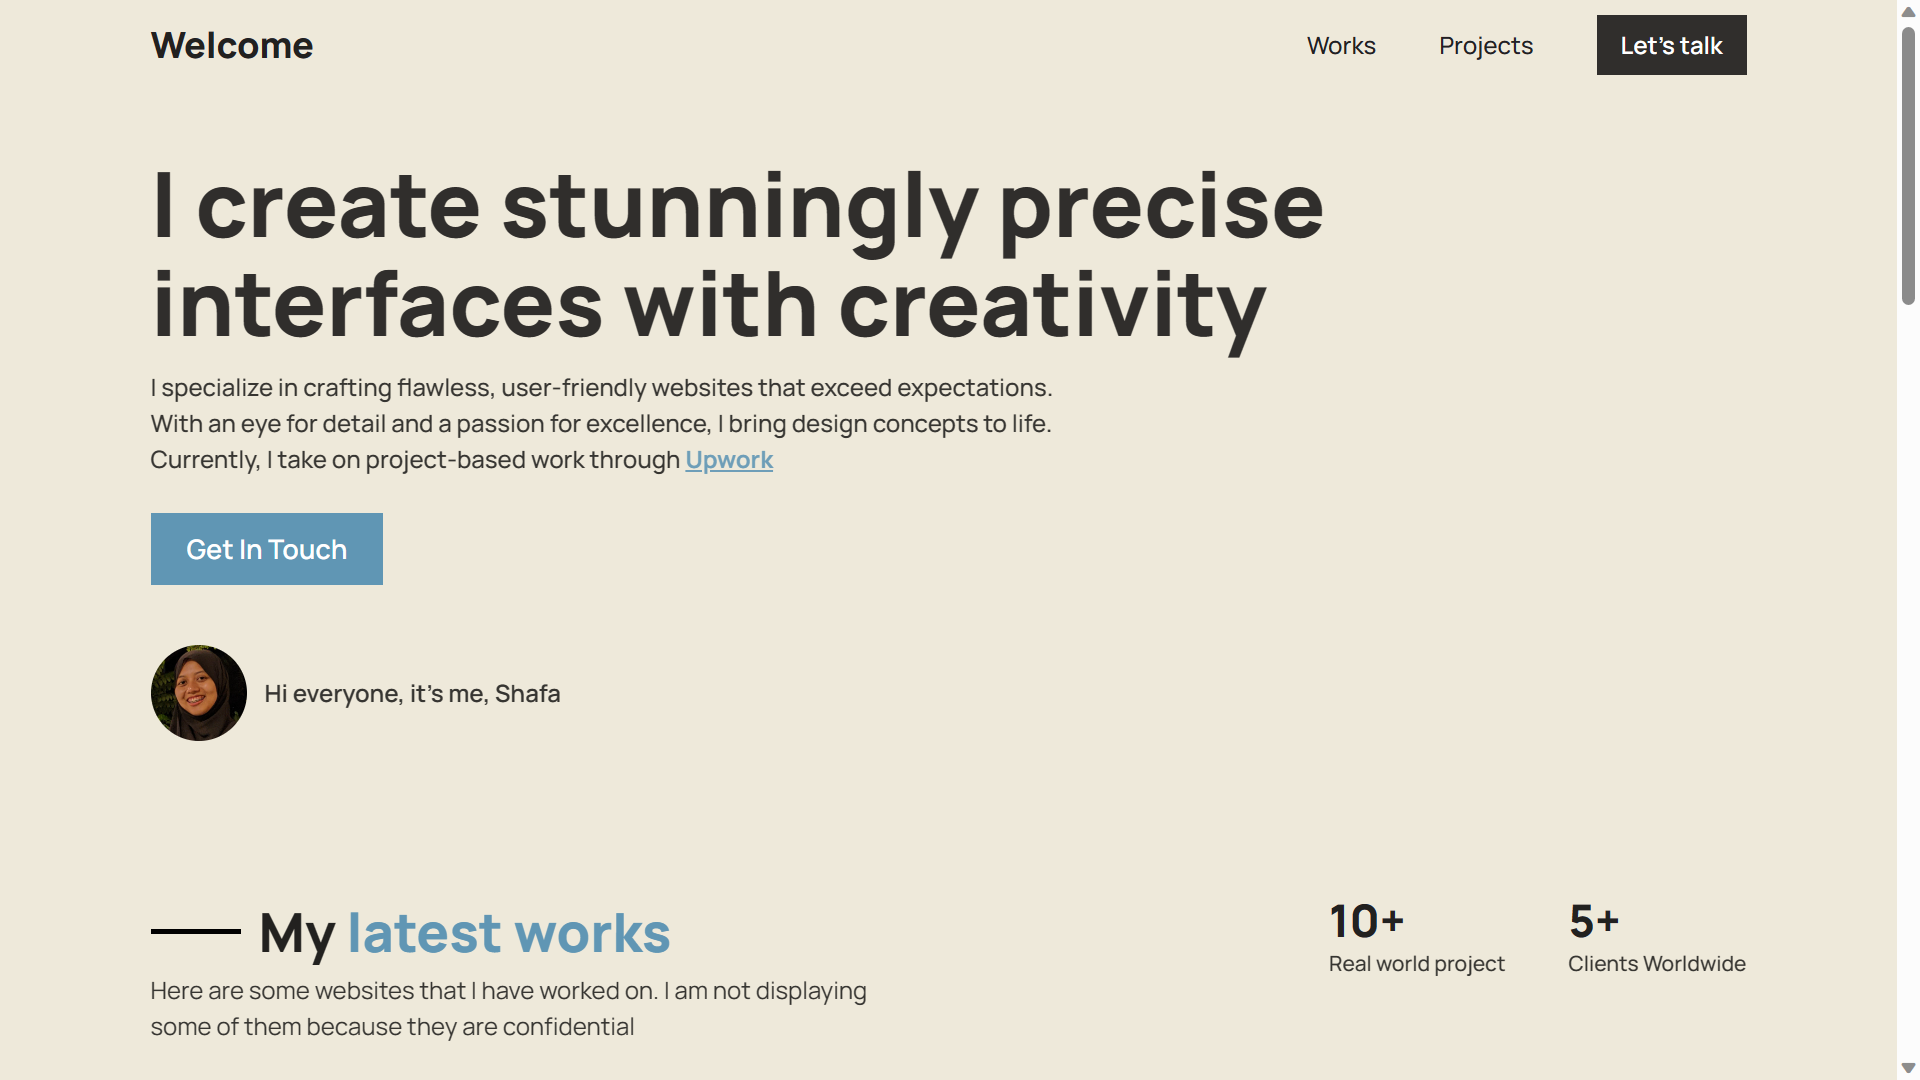 Welcome
Works
Projects
Let’s talk
I create stunningly precise
interfaces with creativity
I specialize in crafting flawless, user-friendly websites that exceed expectations.
With an eye for detail and a passion for excellence, I bring design concepts to life.
Currently, I take on project-based work through Upwork
Get In Touch
Hi everyone, it’s me, Shafa
My latest works
Here are some websites that I have worked on. I am not displaying
some of them because they are confidential
10+
Real world project
5+
Clients Worldwide